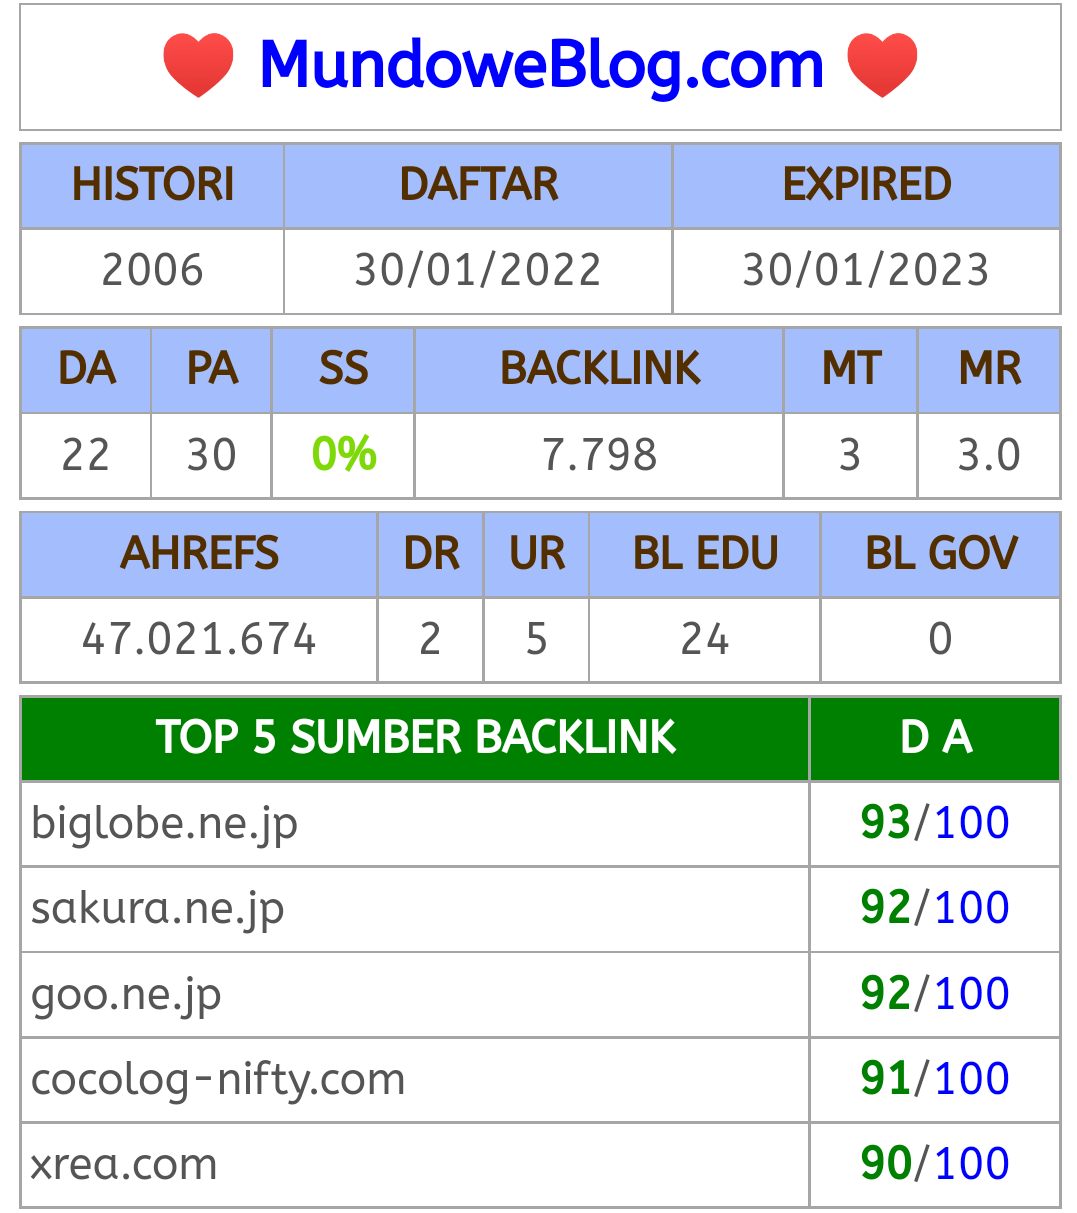 MundoweBlog.com
HISTORI DAFTAR EXPIRED
2006 30/01/2022 30/01/2023
DA PA SS BACKLINK MT MR
22 30 0% 7.798 3 3.0
AHREFS DR UR BL EDU BL GOV
47.021.674 2 5 24 0
TOP 5 SUMBER BACKLINK D A
biglobe.ne.jp 93/100
sakura.ne.jp 92/100
goo.ne.jp 92/100
cocolog-nifty.com 91/100
xrea.com 90/100